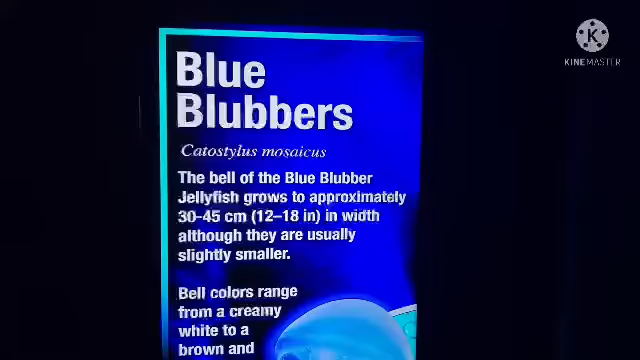 Blue
Blubbers
Catostylus mosaicus
The bell of the Blue Blubber
Jellyfish grows to approximately
30-45 cm (12–18 in) in width
although they are usually
slightly smaller.
Bell colors range
from a creamy
white to a
brown and
K
KINEMASTER